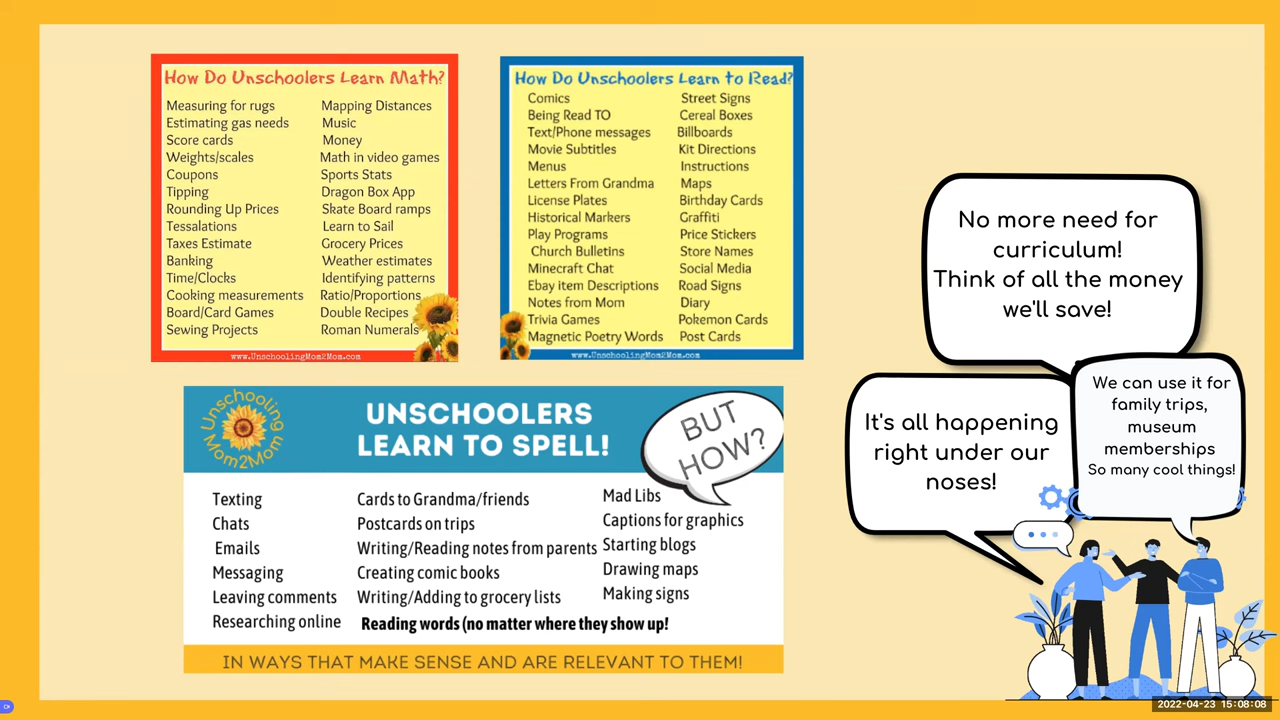 How Do Unschoolers Learn Math?
Measuring for rugs
Estimating gas needs
Score cards
Weights/scales
Coupons
Tipping
Rounding Up Prices
Tessalations
Taxes Estimate
Banking
Time/Clocks
Cooking measurements
Board/Card Games
Sewing Projects
Mapping Distances
Music
Money
Math in video games
Sports Stats
Dragon Box App
Skate Board ramps
Learn to Sail
Grocery Prices
Weather estimates
Identifying patterns
Ratio/Proportions
Double Recipes
Roman Numerals
www.UnschoolingMom2Mom.com
How Do Unschoolers Learn to Read?
Comics
Being Read TO
Text/Phone messages
Movie Subtitles
Menus
Letters From Grandma
License Plates
Historical Markers
Play Programs
Church Bulletins
Minecraft Chat
Ebay item Descriptions
Notes from Mom
Trivia Games
Magnetic Poetry Words
Street Signs
Cereal Boxes
Billboards
Kit Directions
Instructions
Maps
Birthday Cards
Graffiti
Price Stickers
Store Names
Social Media
Road Signs
Diary
Pokemon Cards
Post Cards
www.UnschoolingMom2Mom.com
Unschooling
Mom2Mom
UNSCHOOLERS
LEARN TO SPELL!
BUT
HOW?
Texting
Chats
Emails
Messaging
Leaving comments
Researching online
Cards to Grandma/friends
Postcards on trips
Writing/Reading notes from parents
Creating comic books
Writing/Adding to grocery lists
Reading words (no matter where they show up!
Mad Libs
Captions for graphics
Starting blogs
Drawing maps
Making signs
IN WAYS THAT MAKE SENSE AND ARE RELEVANT TO THEM!
No more need for
curriculum!
Think of all the money
we'll save!
It's all happening
right under our
noses!
We can use it for
family trips,
museum
memberships
So many cool things!
2022-04-23 15:08:08